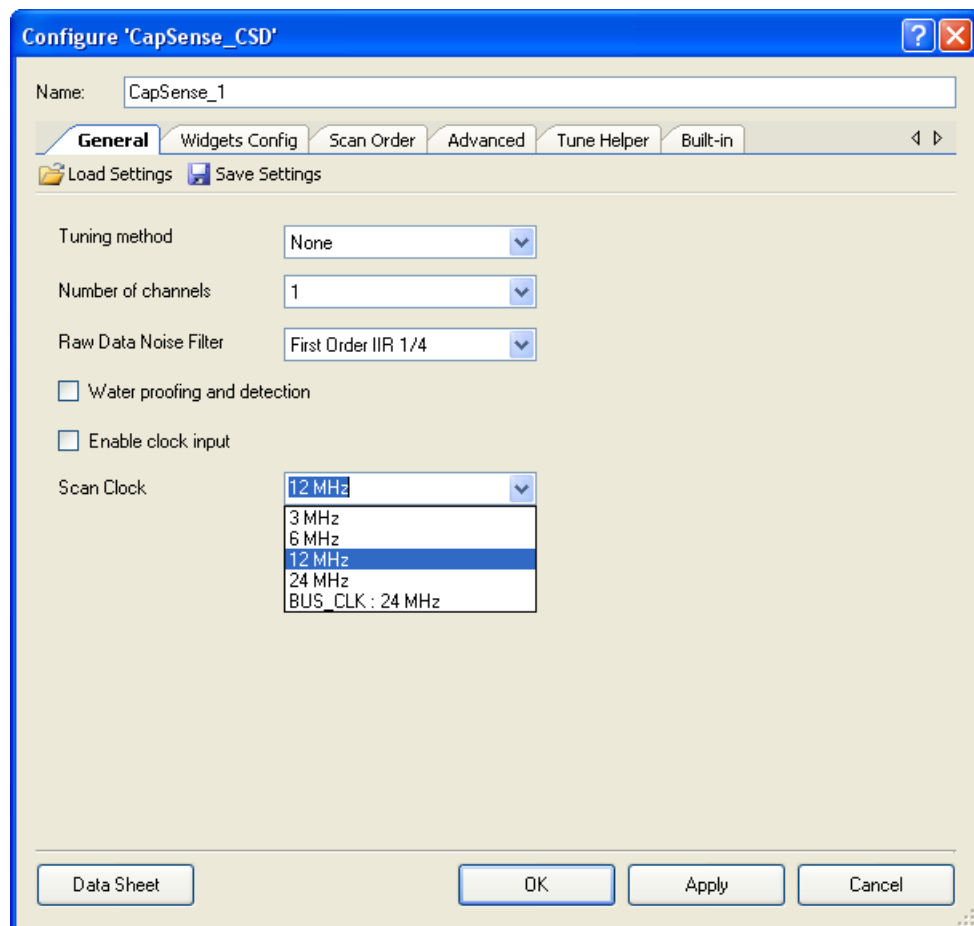 Configure 'CapSense_CSD'
Name: CapSense_1
General Widgets Config Scan Order Advanced Tune Helper Built-in
Load Settings Save Settings
Tuning method None
Number of channels 1
Raw Data Noise Filter First Order IIR 1/4
Water proofing and detection
Enable clock input
Scan Clock 12 MHz
3 MHz
6 MHz
12 MHz
24 MHz
BUS_CLK : 24 MHz
Data Sheet OK Apply Cancel